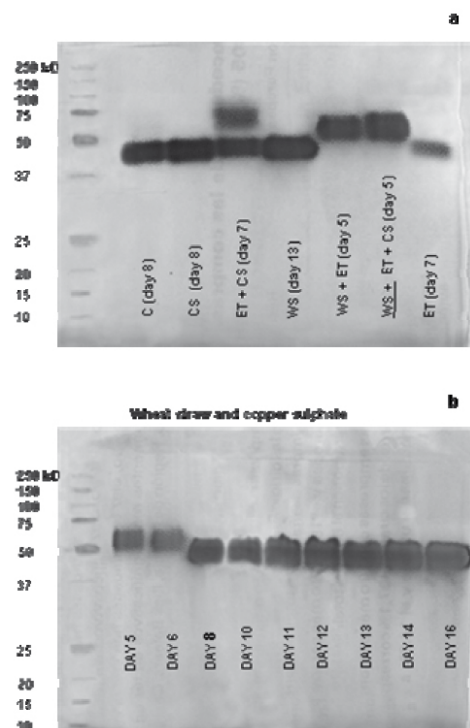 a
250 kD
150
100
75
50
37
25
20
15
10
C (day 8)
CS (day 8)
ET + CS (day 7)
WS (day 13)
WS + ET (day 5)
WS + ET + CS (day 5)
ET (day 7)
b
Wheat straw and copper sulphate
250 kD
150
100
75
50
37
25
20
15
10
DAY 5
DAY 6
DAY 8
DAY 10
DAY 11
DAY 12
DAY 13
DAY 14
DAY 16